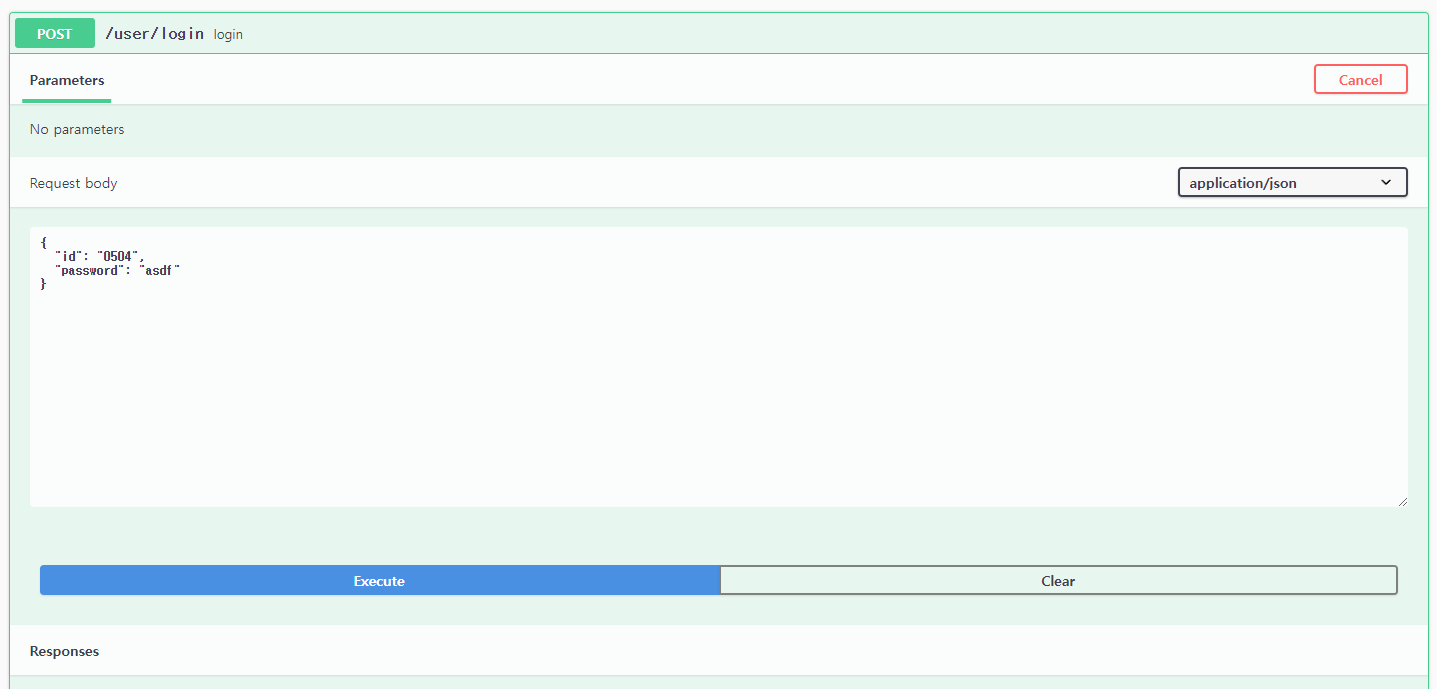 POST /user/login login
Parameters
Cancel
No parameters
Request body
application/json
{
"id": "0504",
"password": "asdf"
}
Execute
Clear
Responses